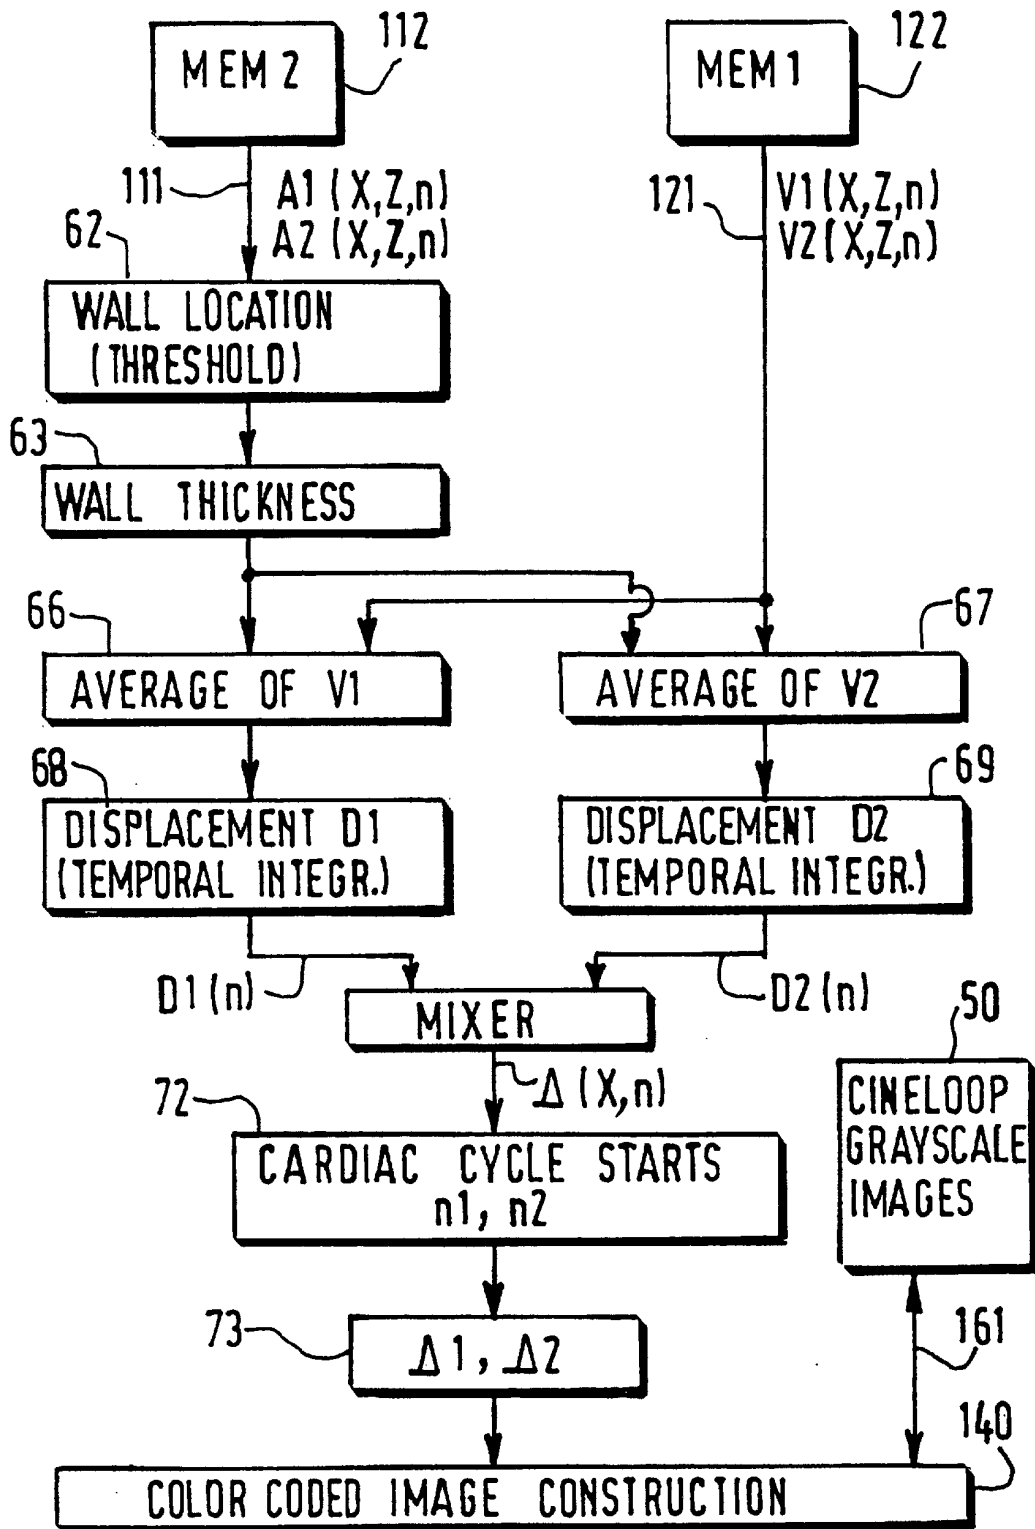 112
MEM 2
122
MEM 1
111
A1 (X,Z,n)
A2 (X,Z,n)
121
V1 (X,Z,n)
V2 (X,Z,n)
62
WALL LOCATION
(THRESHOLD)
63
WALL THICKNESS
66
AVERAGE OF V1
67
AVERAGE OF V2
68
DISPLACEMENT D1
(TEMPORAL INTEGR.)
69
DISPLACEMENT D2
(TEMPORAL INTEGR.)
D1 (n)
D2 (n)
MIXER
Δ (X,n)
72
CARDIAC CYCLE STARTS
n1, n2
50
CINELOOP
GRAYSCALE
IMAGES
73
Δ1, Δ2
161
140
COLOR CODED IMAGE CONSTRUCTION